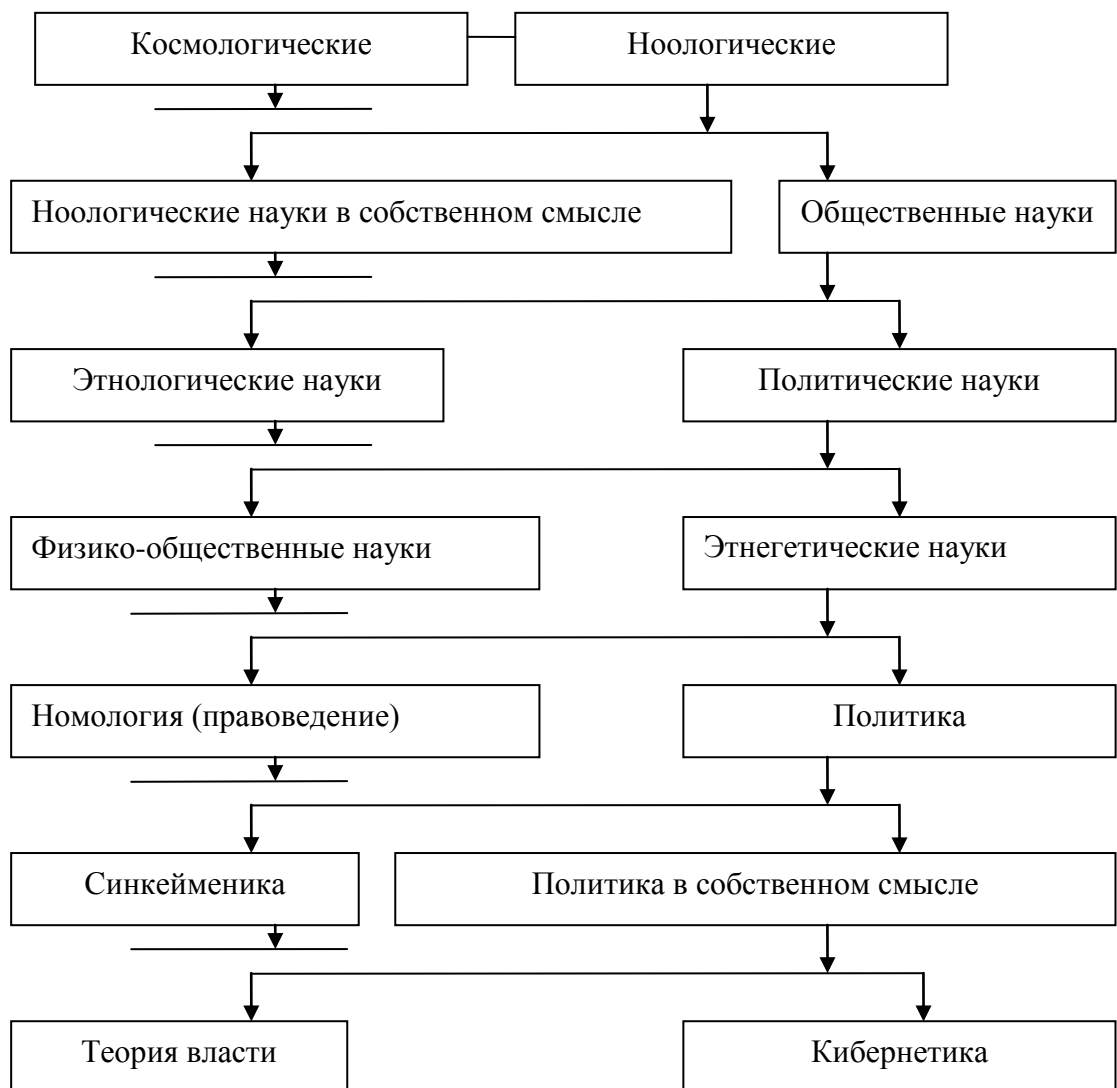 Космологические
Ноологические
Ноологические науки в собственном смысле
Общественные науки
Этнологические науки
Политические науки
Физико-общественные науки
Этнегетические науки
Номология (правоведение)
Политика
Синкейменика
Политика в собственном смысле
Теория власти
Кибернетика